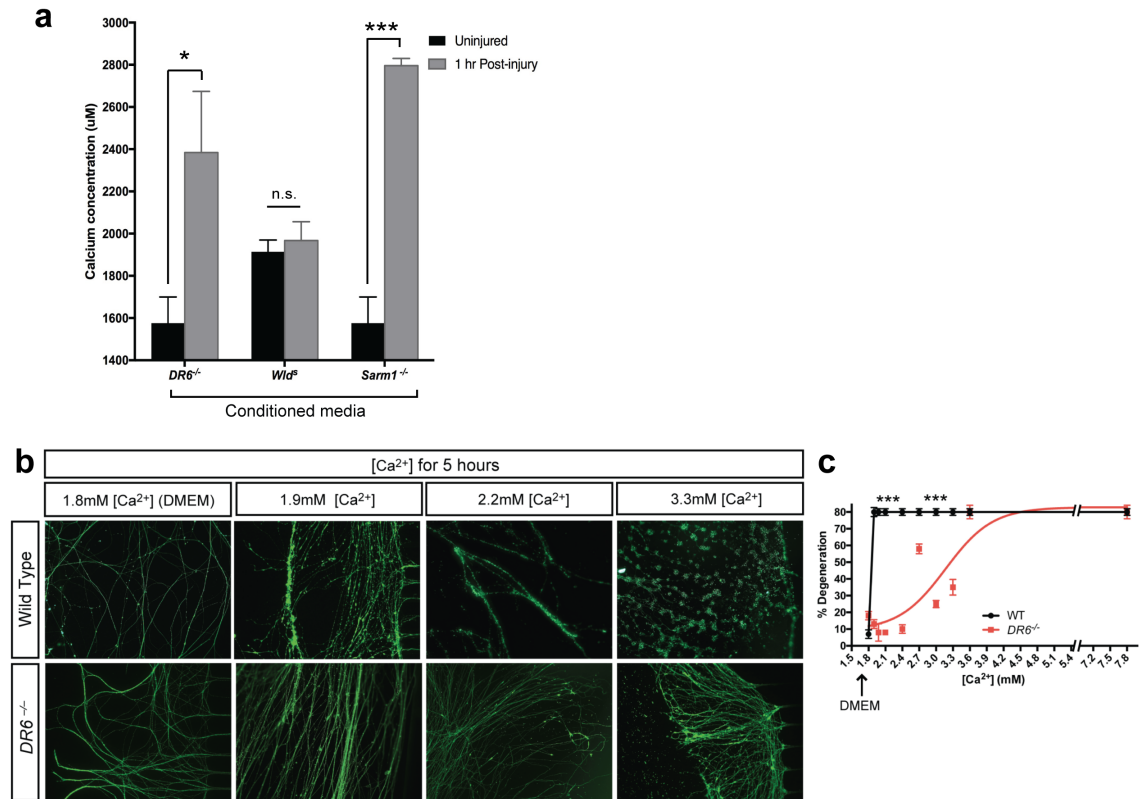 a
3000
2800
2600
2400
2200
2000
1800
1600
1400
Calcium concentration (uM)
*
n.s.
***
Uninjured
1 hr Post-injury
DR6-/-
Wldˢ
Sarm1 -/-
Conditioned media
b
[Ca2+] for 5 hours
1.8mM [Ca2+] (DMEM)
1.9mM [Ca2+]
2.2mM [Ca2+]
3.3mM [Ca2+]
Wild Type
DR6 -/-
c
*** ***
% Degeneration
80
70
60
50
40
30
20
10
0
WT
DR6-/-
1.5 1.8 2.1 2.4 2.7 3.0 3.3 3.6 3.9 4.2 4.5 4.8 5.1 5.4 7.2 7.5 7.8
[Ca2+] (mM)
DMEM